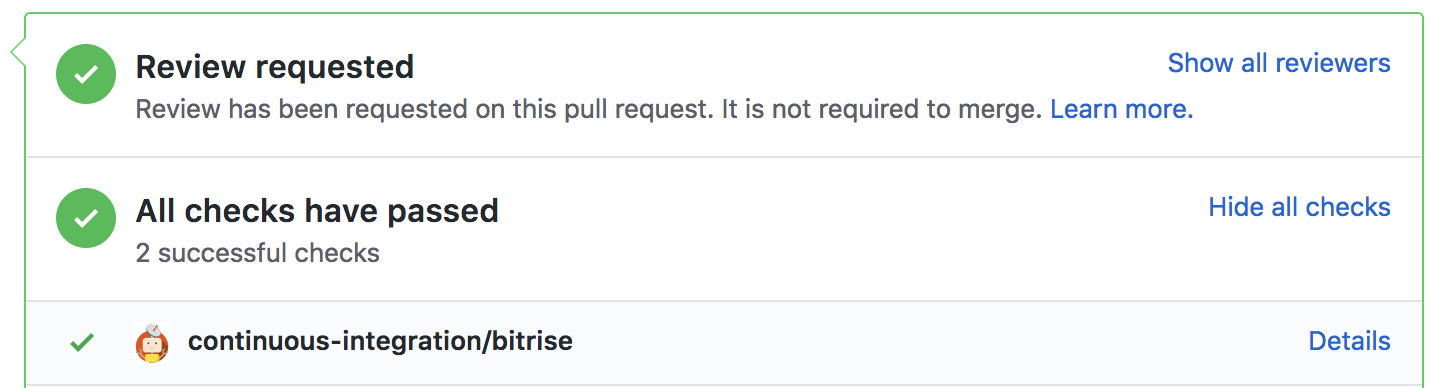 Review requested
Show all reviewers
Review has been requested on this pull request. It is not required to merge. Learn more.
All checks have passed
Hide all checks
2 successful checks
continuous-integration/bitrise
Details